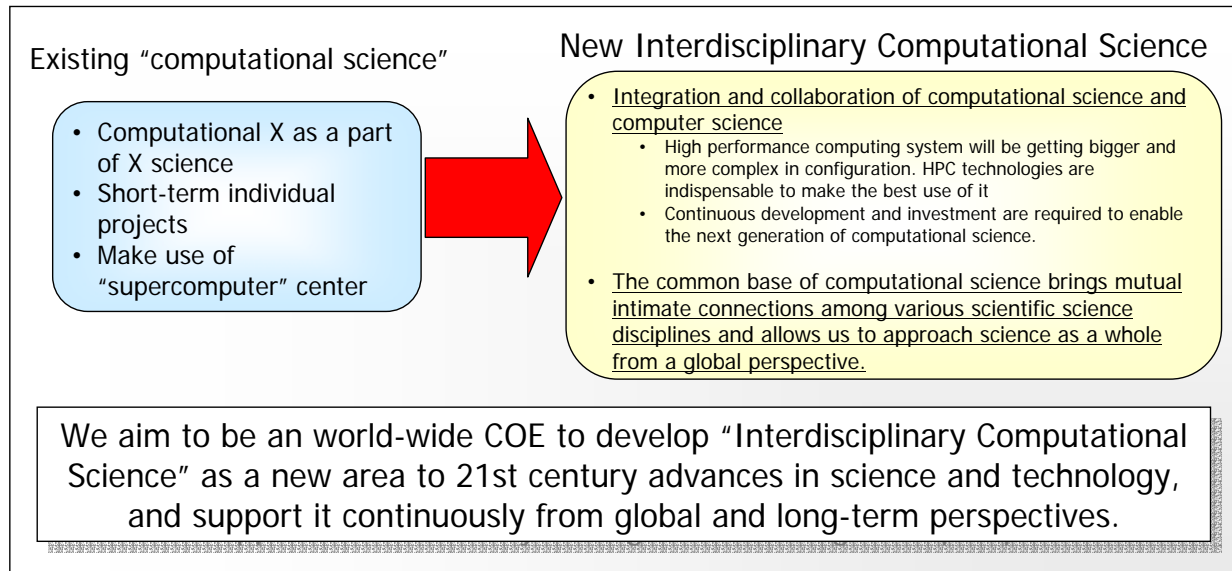 Existing “computational science”
• Computational X as a part
of X science
• Short-term individual
projects
• Make use of
“supercomputer” center
New Interdisciplinary Computational Science
• Integration and collaboration of computational science and
computer science
• High performance computing system will be getting bigger and
more complex in configuration. HPC technologies are
indispensable to make the best use of it
• Continuous development and investment are required to enable
the next generation of computational science.
• The common base of computational science brings mutual
intimate connections among various scientific science
disciplines and allows us to approach science as a whole
from a global perspective.
We aim to be an world-wide COE to develop “Interdisciplinary Computational
Science” as a new area to 21st century advances in science and technology,
and support it continuously from global and long-term perspectives.